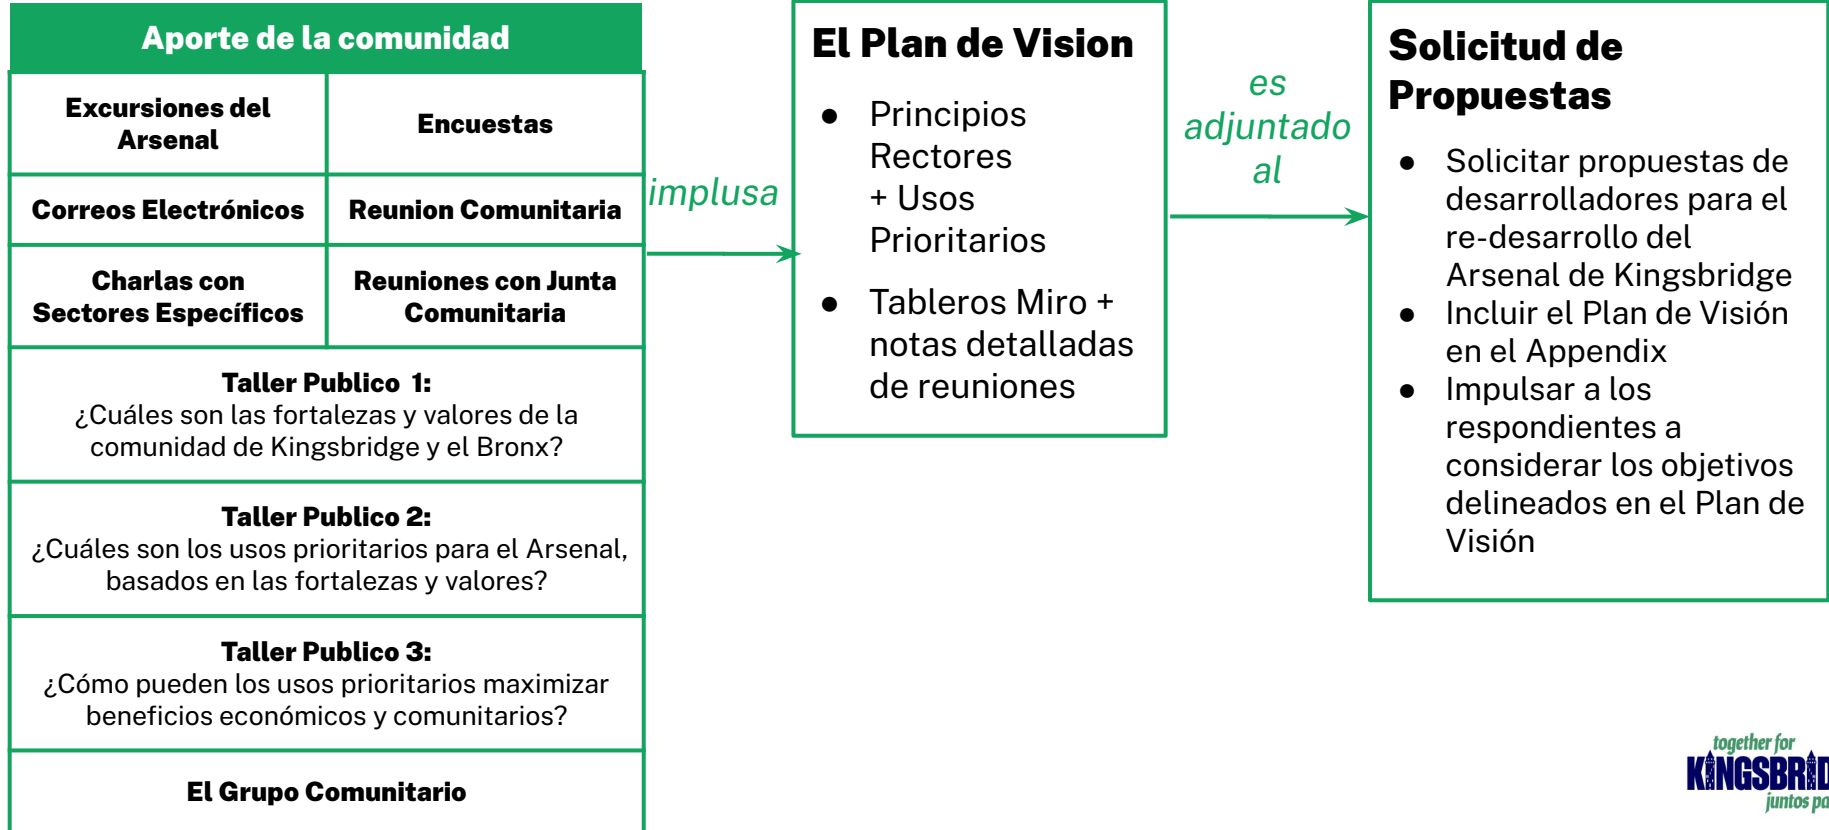 Aporte de la comunidad
Excursiones del
Arsenal
Encuestas
Correos Electrónicos
Reunion Comunitaria
Charlas con
Sectores Específicos
Reuniones con Junta
Comunitaria
Taller Publico 1:
¿Cuáles son las fortalezas y valores de la
comunidad de Kingsbridge y el Bronx?
Taller Publico 2:
¿Cuáles son los usos prioritarios para el Arsenal,
basados en las fortalezas y valores?
Taller Publico 3:
¿Cómo pueden los usos prioritarios maximizar
beneficios económicos y comunitarios?
El Grupo Comunitario
implusa
El Plan de Vision
● Principios
Rectores
+ Usos
Prioritarios
● Tableros Miro +
notas detalladas
de reuniones
es
adjuntado
al
Solicitud de
Propuestas
● Solicitar propuestas de
desarrolladores para el
re-desarrollo del
Arsenal de Kingsbridge
● Incluir el Plan de Visión
en el Appendix
● Impulsar a los
respondientes a
considerar los objetivos
delineados en el Plan de
Visión
together for
KINGSBRID
juntos pa